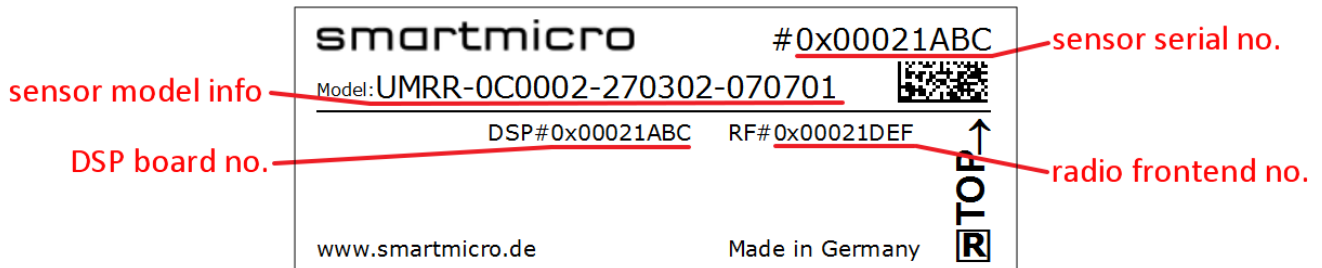 smartmicro #0x00021ABC sensor serial no.
sensor model info Model:UMRR-0C0002-270302-070701
DSP#0x00021ABC RF#0x00021DEF
DSP board no. radio frontend no.
R TOP→
www.smartmicro.de Made in Germany